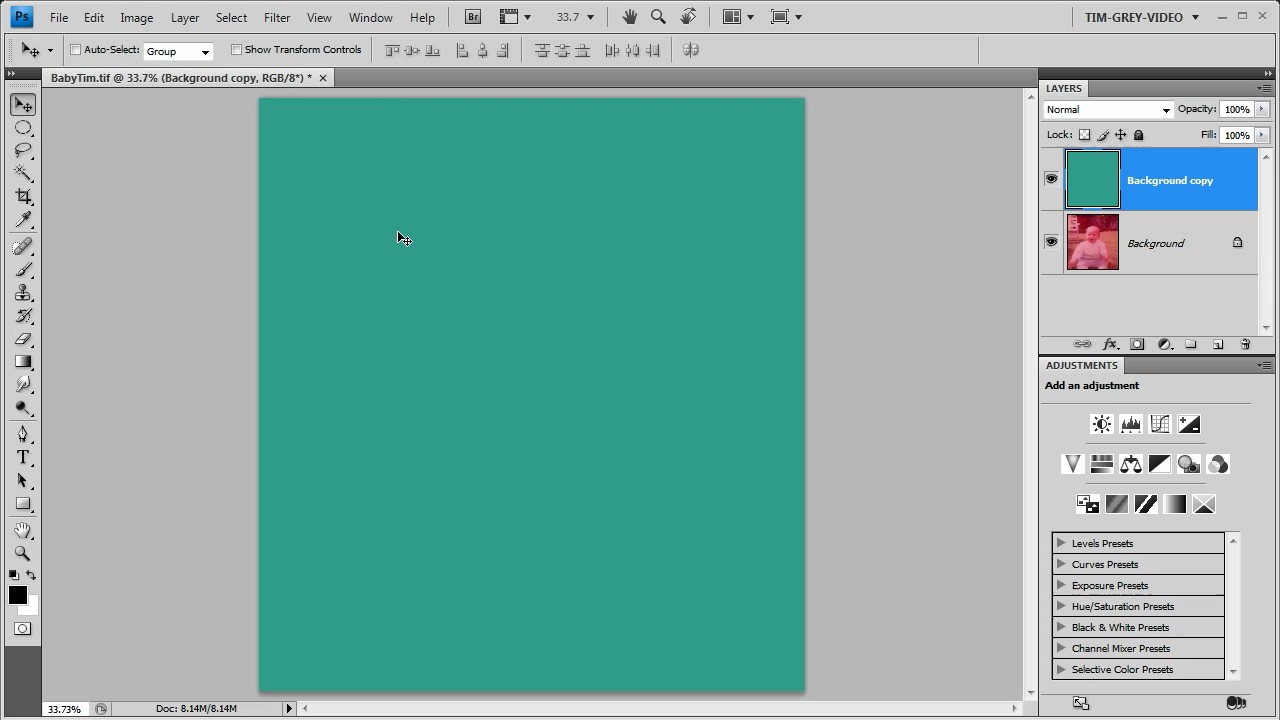 Ps File Edit Image Layer Select Filter View Window Help Br 33.7 TIM-GREY-VIDEO
Auto-Select: Group Show Transform Controls
BabyTim.tif @ 33.7% (Background copy, RGB/8*) *
LAYERS
Normal Opacity: 100%
Lock: Fill: 100%
Background copy
Background
fx
ADJUSTMENTS
Add an adjustment
T
Levels Presets
Curves Presets
Exposure Presets
Hue/Saturation Presets
Black & White Presets
Channel Mixer Presets
Selective Color Presets
33.73% Doc: 8.14M/8.14M